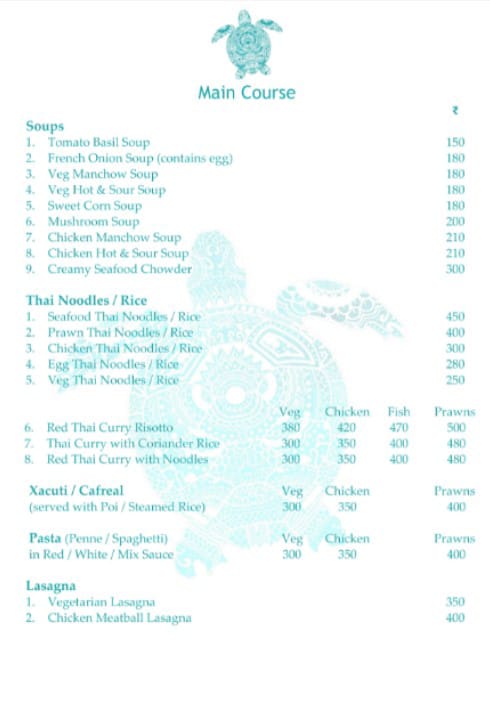 Main Course
₹
Soups
1. Tomato Basil Soup 150
2. French Onion Soup (contains egg) 180
3. Veg Manchow Soup 180
4. Veg Hot & Sour Soup 180
5. Sweet Corn Soup 180
6. Mushroom Soup 200
7. Chicken Manchow Soup 210
8. Chicken Hot & Sour Soup 210
9. Creamy Seafood Chowder 300
Thai Noodles / Rice
1. Seafood Thai Noodles / Rice 450
2. Prawn Thai Noodles / Rice 400
3. Chicken Thai Noodles / Rice 300
4. Egg Thai Noodles / Rice 280
5. Veg Thai Noodles / Rice 250
Veg Chicken Fish Prawns
6. Red Thai Curry Risotto 380 420 470 500
7. Thai Curry with Coriander Rice 300 350 400 480
8. Red Thai Curry with Noodles 300 350 400 480
Xacuti / Cafreal Veg Chicken Prawns
(served with Poi / Steamed Rice) 300 350 400
Pasta (Penne / Spaghetti) Veg Chicken Prawns
in Red / White / Mix Sauce 300 350 400
Lasagna
1. Vegetarian Lasagna 350
2. Chicken Meatball Lasagna 400